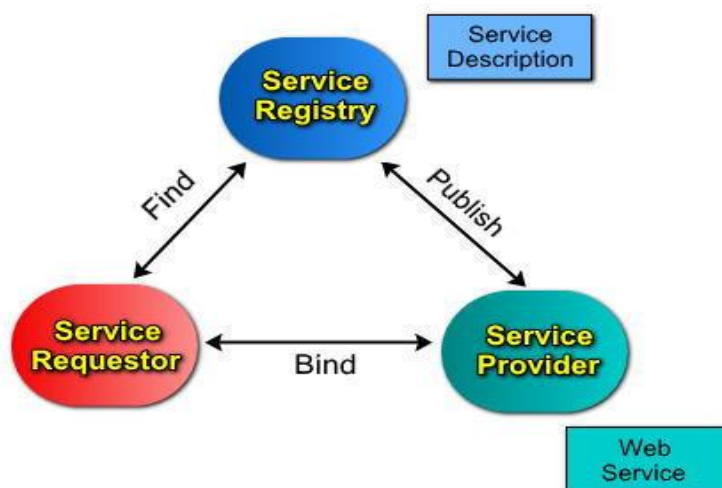 Service
Description
Service
Registry
Find
Publish
Service
Requestor
Bind
Service
Provider
Web
Service